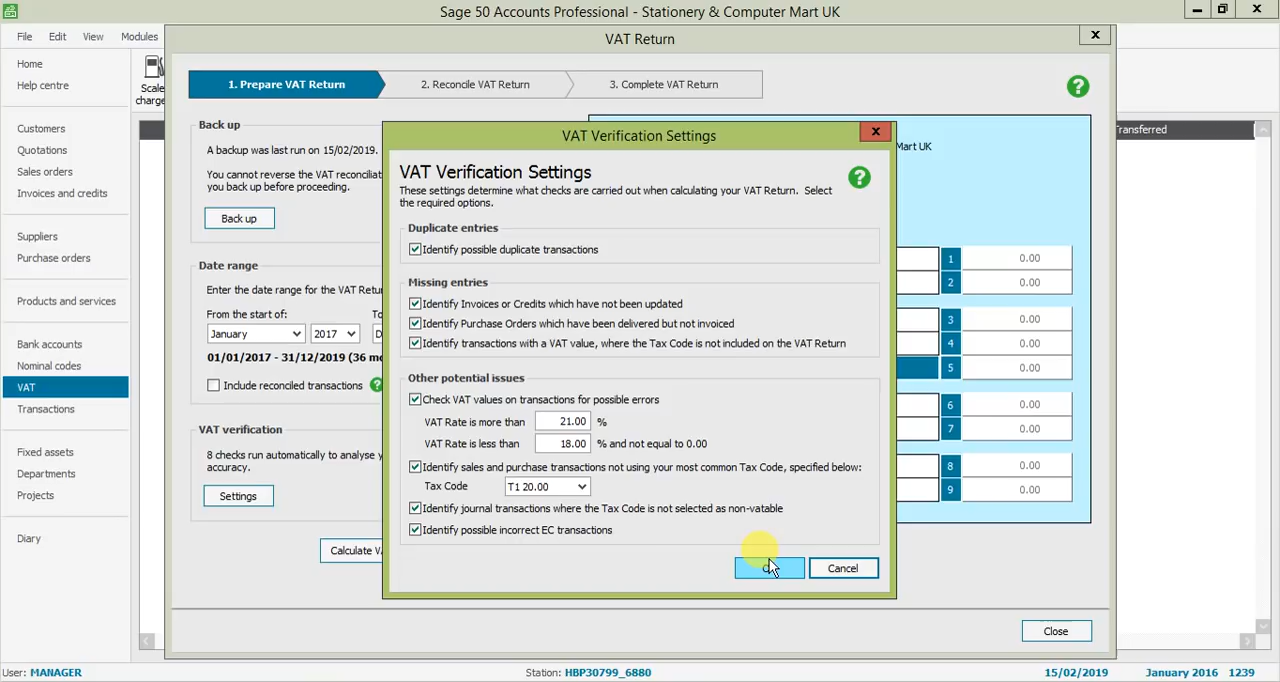 Sage 50 Accounts Professional - Stationery & Computer Mart UK
File Edit View Modules
VAT Return
Home
Help centre
Scale
charge
1. Prepare VAT Return
2. Reconcile VAT Return
3. Complete VAT Return
?
Customers
Quotations
Sales orders
Invoices and credits
Suppliers
Purchase orders
Products and services
Bank accounts
Nominal codes
VAT
Transactions
Fixed assets
Departments
Projects
Diary
Back up
A backup was last run on 15/02/2019.
You cannot reverse the VAT reconciliat
you back up before proceeding.
Back up
Date range
Enter the date range for the VAT Retur
From the start of:
To
January
2017
D
01/01/2017 - 31/12/2019 (36 mo
Include reconciled transactions
?
VAT verification
8 checks run automatically to analyse y
accuracy.
Settings
Calculate VA
VAT Verification Settings
VAT Verification Settings
?
These settings determine what checks are carried out when calculating your VAT Return. Select
the required options.
Duplicate entries
Identify possible duplicate transactions
Missing entries
Identify Invoices or Credits which have not been updated
Identify Purchase Orders which have been delivered but not invoiced
Identify transactions with a VAT value, where the Tax Code is not included on the VAT Return
Other potential issues
Check VAT values on transactions for possible errors
VAT Rate is more than 21.00 %
VAT Rate is less than 18.00 % and not equal to 0.00
Identify sales and purchase transactions not using your most common Tax Code, specified below:
Tax Code T1 20.00
Identify journal transactions where the Tax Code is not selected as non-vatable
Identify possible incorrect EC transactions
Cancel
Mart UK
Transferred
1 0.00
2 0.00
3 0.00
4 0.00
5 0.00
6 0.00
7 0.00
8 0.00
9 0.00
Close
User: MANAGER
Station: HBP30799_6880
15/02/2019
January 2016
1239